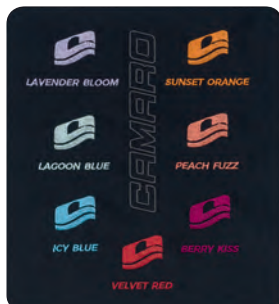 LAVENDER BLOOM
SUNSET ORANGE
CAMARO
LAGOON BLUE
PEACH FUZZ
ICY BLUE
BERRY KISS
VELVET RED